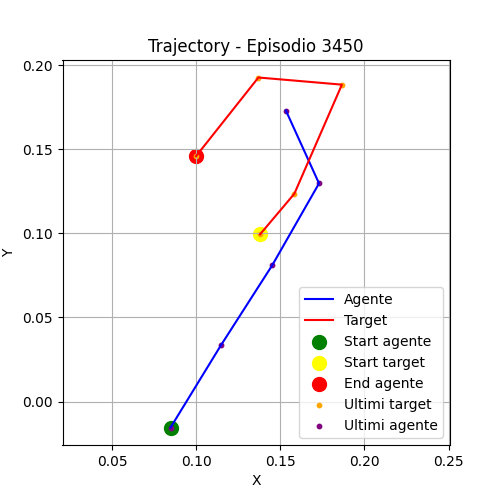 Trajectory - Episodio 3450
0.20
0.15
0.10
0.05
0.00
Y
0.05
0.10
0.15
0.20
0.25
X
Agente
Target
Start agente
Start target
End agente
Ultimi target
Ultimi agente